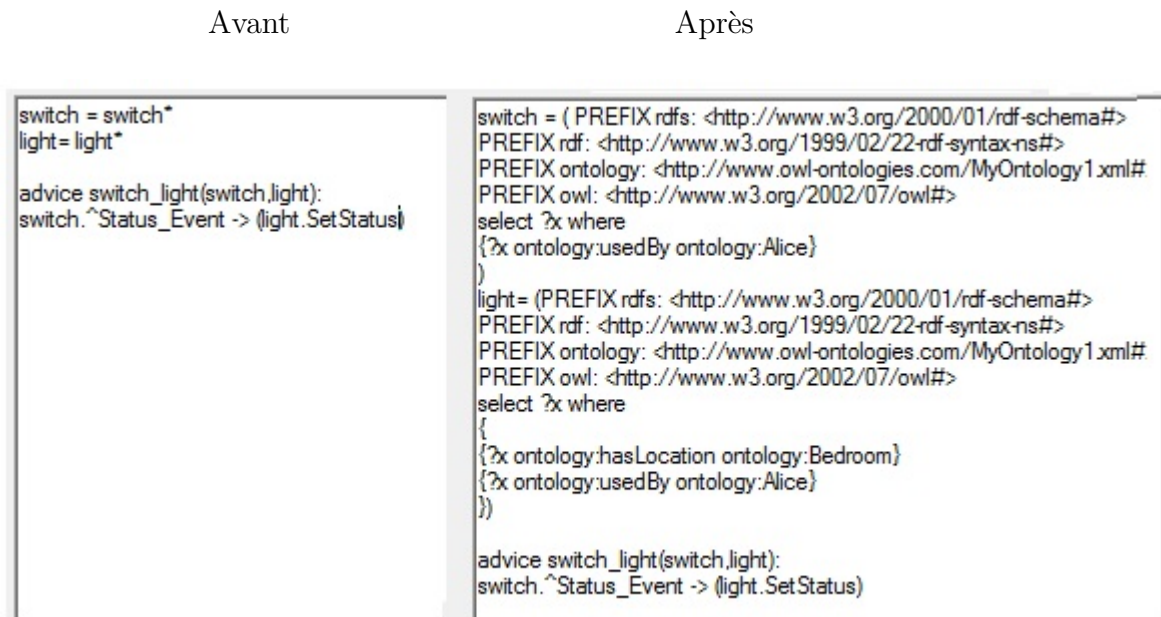 Avant
Après
switch = switch*
light= light*
advice switch_light(switch,light):
switch.^Status_Event -> (light.SetStatus)
switch = ( PREFIX rdfs: <http://www.w3.org/2000/01/rdf-schema#>
PREFIX rdf: <http://www.w3.org/1999/02/22-rdf-syntax-ns#>
PREFIX ontology: <http://www.owl-ontologies.com/MyOntology1.xml#
PREFIX owl: <http://www.w3.org/2002/07/owl#>
select ?x where
{?x ontology:usedBy ontology:Alice}
)
light= (PREFIX rdfs: <http://www.w3.org/2000/01/rdf-schema#>
PREFIX rdf: <http://www.w3.org/1999/02/22-rdf-syntax-ns#>
PREFIX ontology: <http://www.owl-ontologies.com/MyOntology1.xml#
PREFIX owl: <http://www.w3.org/2002/07/owl#>
select ?x where
{
{?x ontology:hasLocation ontology:Bedroom}
{?x ontology:usedBy ontology:Alice}
})
advice switch_light(switch,light):
switch.^Status_Event -> (light.SetStatus)